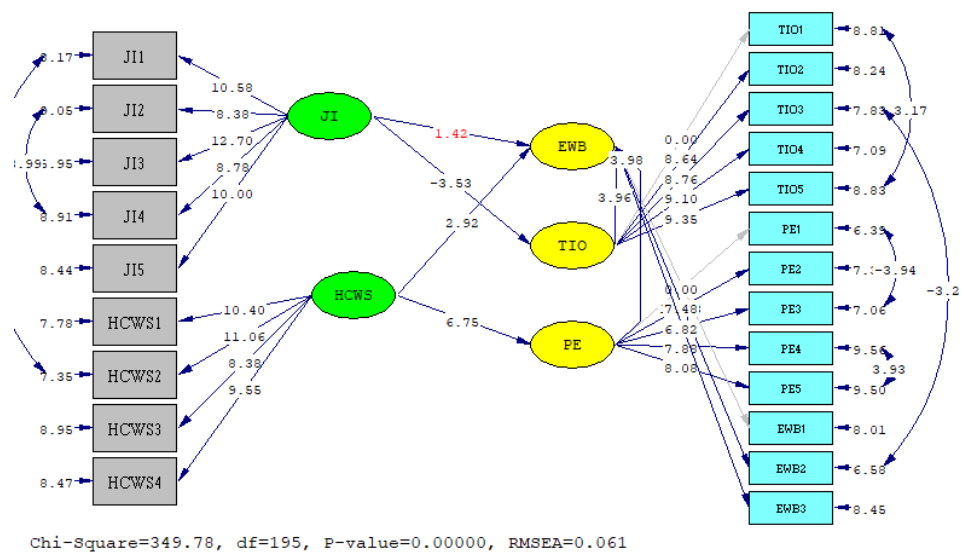 8.17
JI1
9.05
JI2
JI3
8.91
JI4
8.44
JI5
7.78
HCWS1
7.35
HCWS2
8.95
HCWS3
8.47
HCWS4
10.58
8.38
12.70
8.78
10.00
JI
10.40
11.06
8.38
9.55
HCWS
1.42
-3.53
2.92
6.75
EWB
TIO
PE
3.98
3.96
0.00
8.64
8.76
9.10
9.35
0.00
7.48
6.82
8.08
TIO1
8.81
TIO2
8.24
TIO3
7.83
-3.17
TIO4
7.09
TIO5
8.83
PE1
6.39
PE2
-3.94
PE3
7.06
-3.2
PE4
9.56
3.93
PE5
9.50
EWB1
8.01
EWB2
6.58
EWB3
8.45
Chi-Square=349.78, df=195, P-value=0.00000, RMSEA=0.061